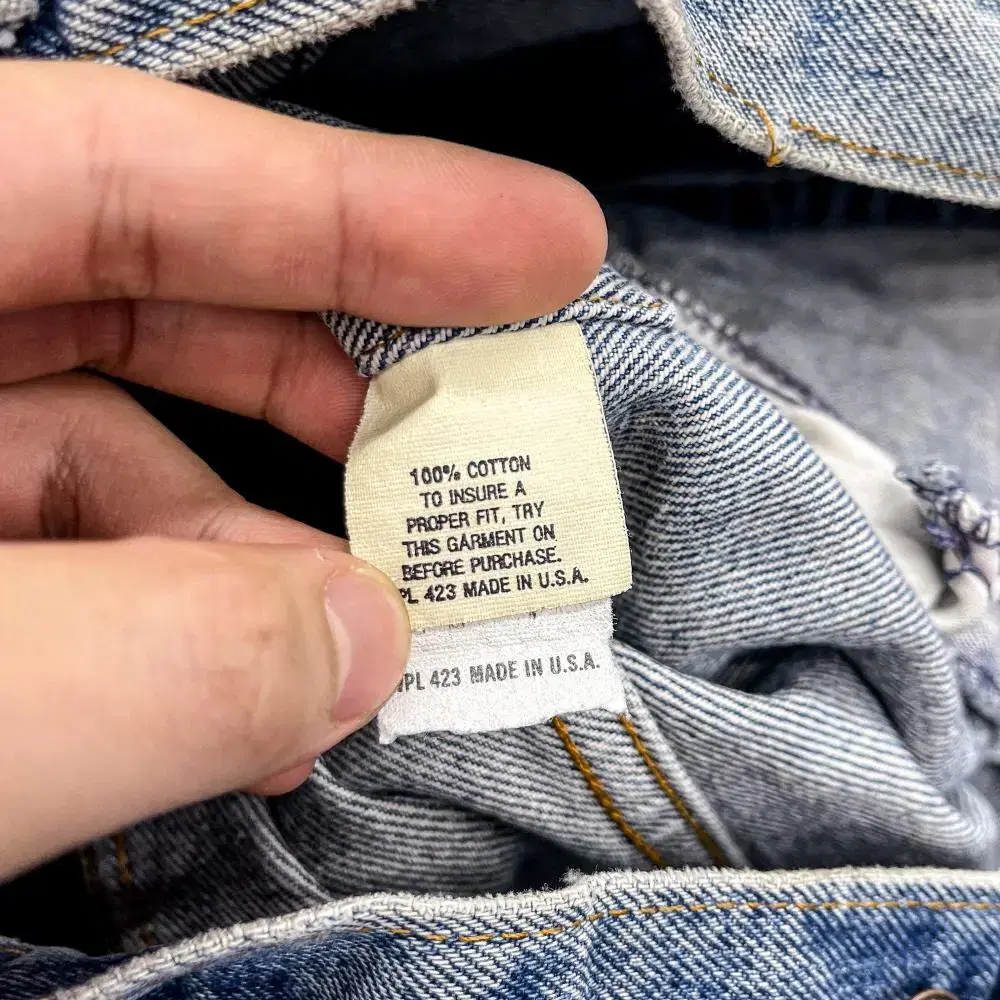 100% COTTON
TO INSURE A
PROPER FIT, TRY
THIS GARMENT ON
BEFORE PURCHASE.
PL 423 MADE IN U.S.A.
PL 423 MADE IN U.S.A.